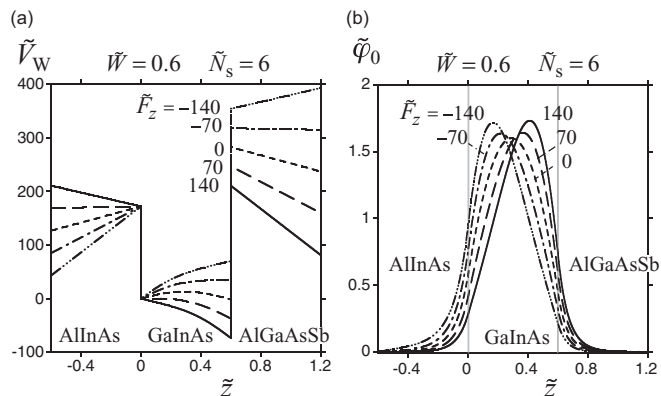 (a)
Ṽ_W W̃ = 0.6 Ñ_s = 6
400
300
200
100
0
-100
F̃_z = −140
−70
0
70
140
AlInAs GaInAs AlGaAsSb
-0.4 0 0.4 0.8 1.2
z̃
(b)
φ̃_0 W̃ = 0.6 Ñ_s = 6
2
1.5
1
0.5
0
F̃_z = −140 140
−70 70
0
AlInAs AlGaAsSb
GaInAs
-0.4 0 0.4 0.8 1.2
z̃